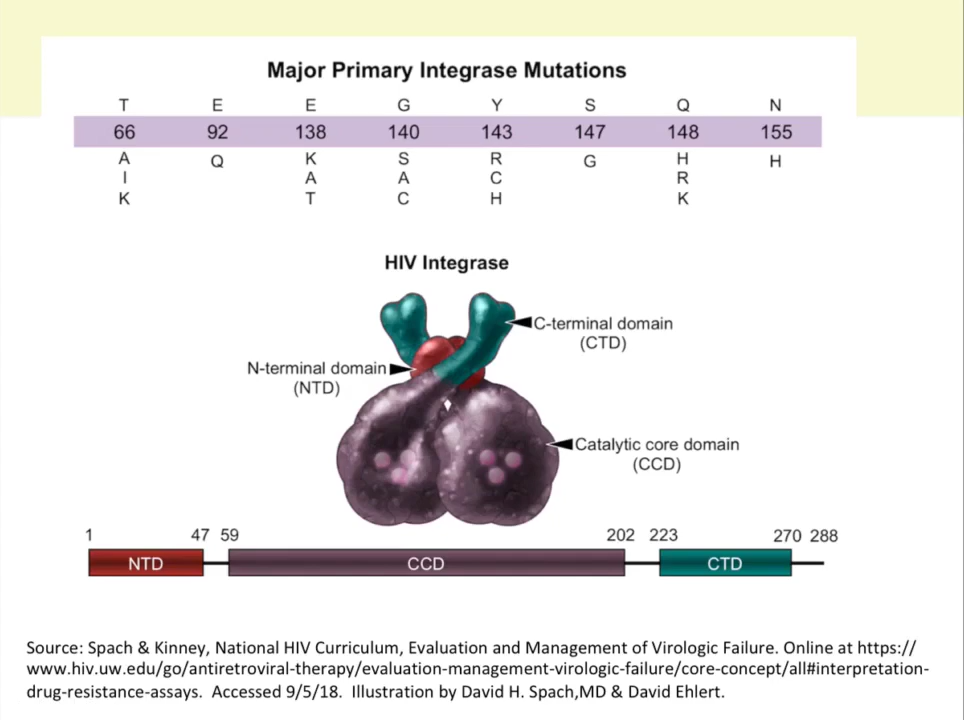 Major Primary Integrase Mutations
T E E G Y S Q N
66 92 138 140 143 147 148 155
A Q K S R G H H
I A A C R
K T C H K
HIV Integrase
C-terminal domain
(CTD)
N-terminal domain
(NTD)
Catalytic core domain
(CCD)
1 47 59 202 223 270 288
NTD CCD CTD
Source: Spach & Kinney, National HIV Curriculum, Evaluation and Management of Virologic Failure. Online at https://
www.hiv.uw.edu/go/antiretroviral-therapy/evaluation-management-virologic-failure/core-concept/all#interpretation-
drug-resistance-assays. Accessed 9/5/18. Illustration by David H. Spach,MD & David Ehlert.